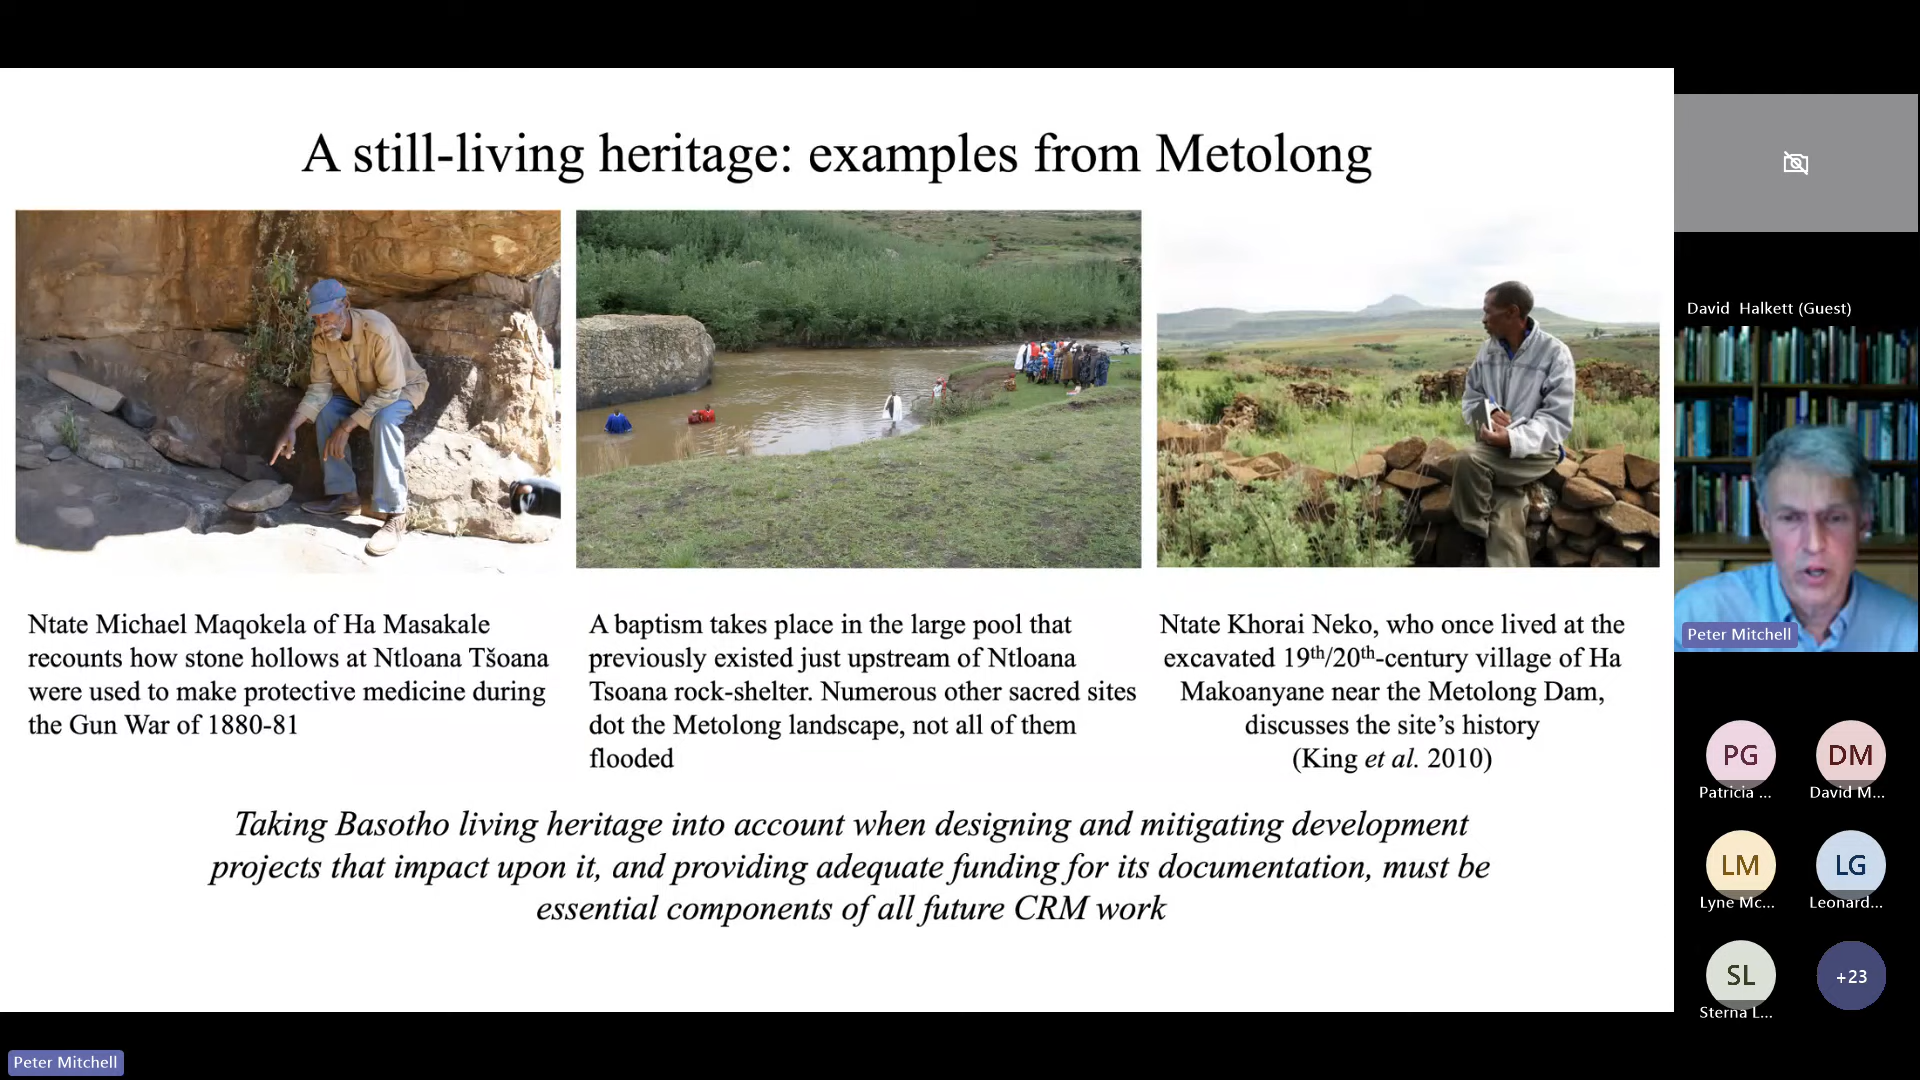 A still-living heritage: examples from Metolong
Ntate Michael Maqokela of Ha Masakale
recounts how stone hollows at Ntloana Tšoana
were used to make protective medicine during
the Gun War of 1880-81
A baptism takes place in the large pool that
previously existed just upstream of Ntloana
Tsoana rock-shelter. Numerous other sacred sites
dot the Metolong landscape, not all of them
flooded
Ntate Khorai Neko, who once lived at the
excavated 19th/20th-century village of Ha
Makoanyane near the Metolong Dam,
discusses the site's history
(King et al. 2010)
Taking Basotho living heritage into account when designing and mitigating development
projects that impact upon it, and providing adequate funding for its documentation, must be
essential components of all future CRM work
David Halkett (Guest)
Peter Mitchell
PG
DM
Patricia ...
David M...
LM
LG
Lyne Mc...
Leonard...
SL
+23
Sterna L...
Peter Mitchell